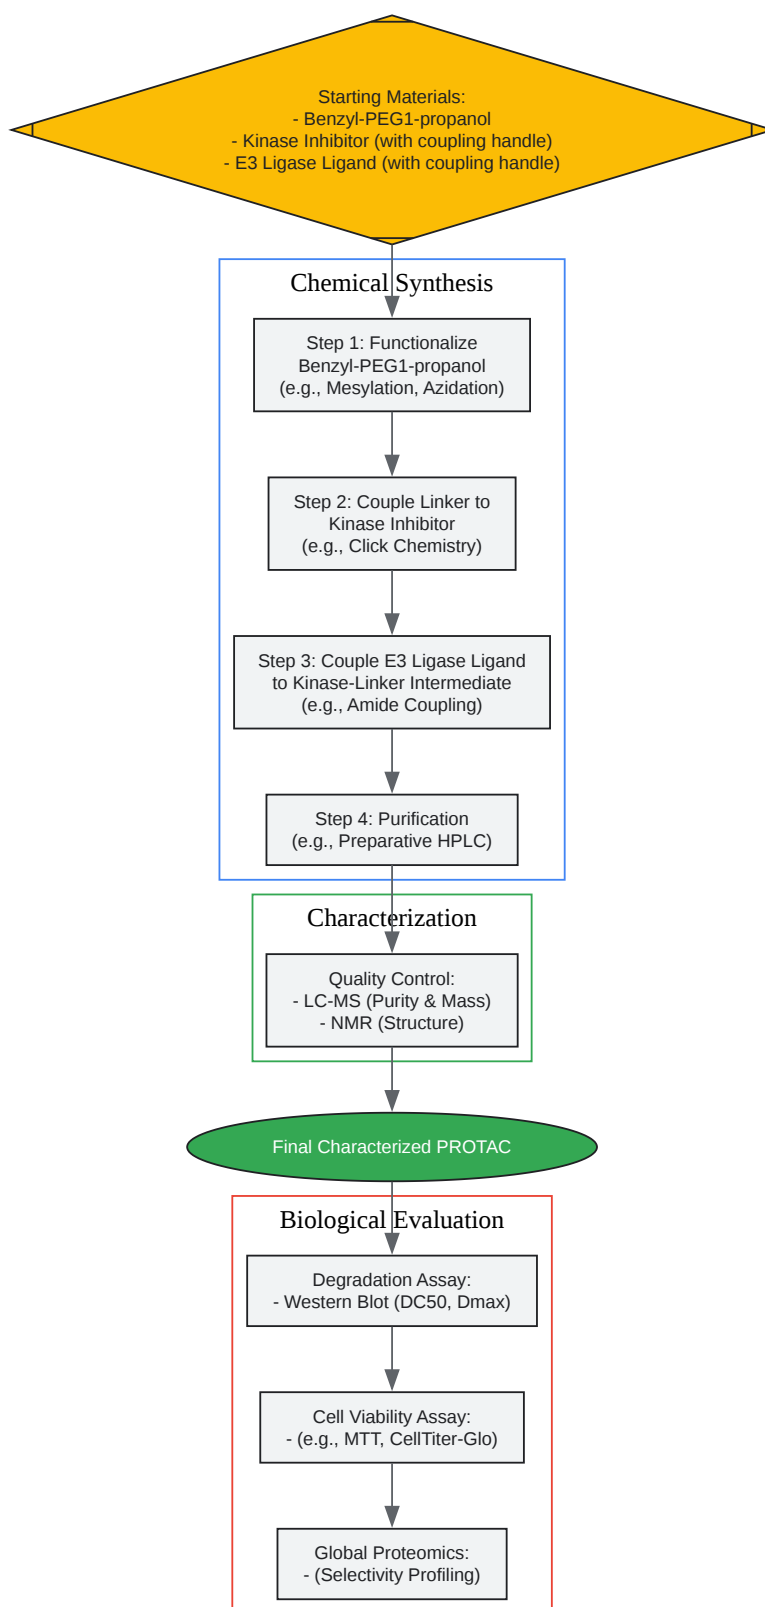 Starting Materials:
- Benzyl-PEG1-propanol
- Kinase Inhibitor (with coupling handle)
- E3 Ligase Ligand (with coupling handle)
Chemical Synthesis
Step 1: Functionalize
Benzyl-PEG1-propanol
(e.g., Mesylation, Azidation)
Step 2: Couple Linker to
Kinase Inhibitor
(e.g., Click Chemistry)
Step 3: Couple E3 Ligase Ligand
to Kinase-Linker Intermediate
(e.g., Amide Coupling)
Step 4: Purification
(e.g., Preparative HPLC)
Characterization
Quality Control:
- LC-MS (Purity & Mass)
- NMR (Structure)
Final Characterized PROTAC
Biological Evaluation
Degradation Assay:
- Western Blot (DC50, Dmax)
Cell Viability Assay:
- (e.g., MTT, CellTiter-Glo)
Global Proteomics:
- (Selectivity Profiling)